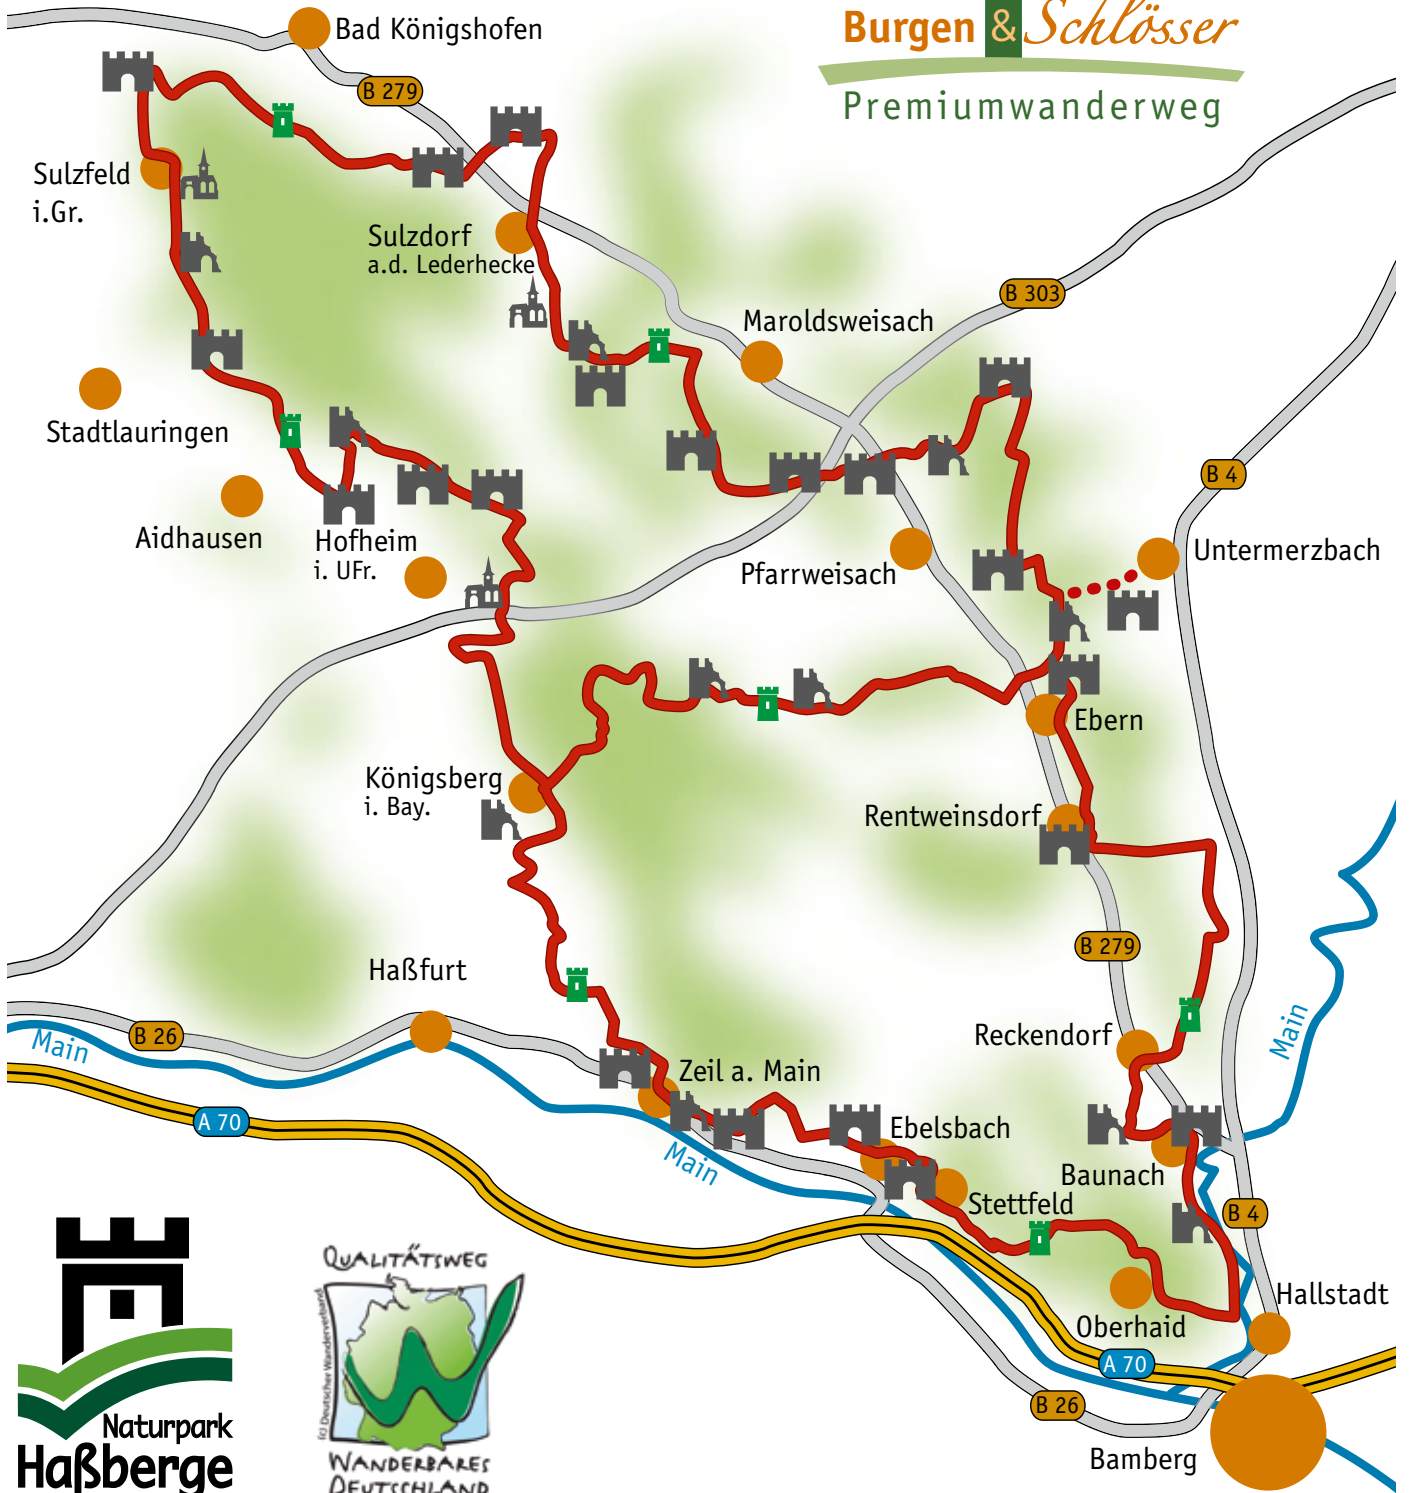 Burgen & Schlösser
Premiumwanderweg
Bad Königshofen
B 279
Sulzfeld
i.Gr.
Sulzdorf
a.d. Lederhecke
B 303
Maroldsweisach
Stadtlauringen
B 4
Aidhausen
Hofheim
i. UFr.
Untermerzbach
Pfarrweisach
Ebern
Königsberg
i. Bay.
Rentweinsdorf
B 279
Haßfurt
B 26
Main
Main
Reckendorf
Zeil a. Main
A 70
Ebelsbach
Main
Baunach
Stettfeld
B 4
Hallstadt
Oberhaid
A 70
B 26
Bamberg
Naturpark
Haßberge
QUALITÄTSWEG
(c) Deutscher Wanderverband
WANDERBARES
DEUTSCHLAND